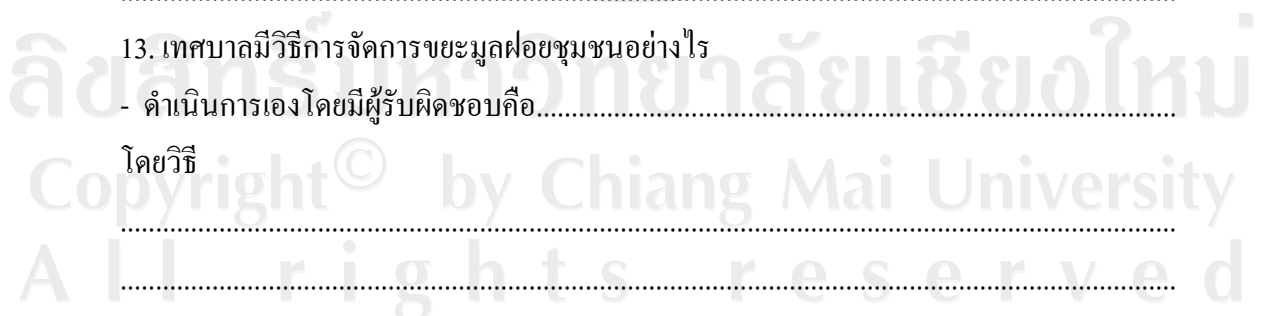 ................................................................................
13. เทศบาลมีวิธีการจัดการขยะมูลฝอยชุมชนอย่างไร
- ดำเนินการเองโดยมีผู้รับผิดชอบคือ................................................................................
โดยวิธี
................................................................................
................................................................................
ลิขสิทธิ์มหาวิทยาลัยเชียงใหม่
Copyright© by Chiang Mai University
All rights reserved